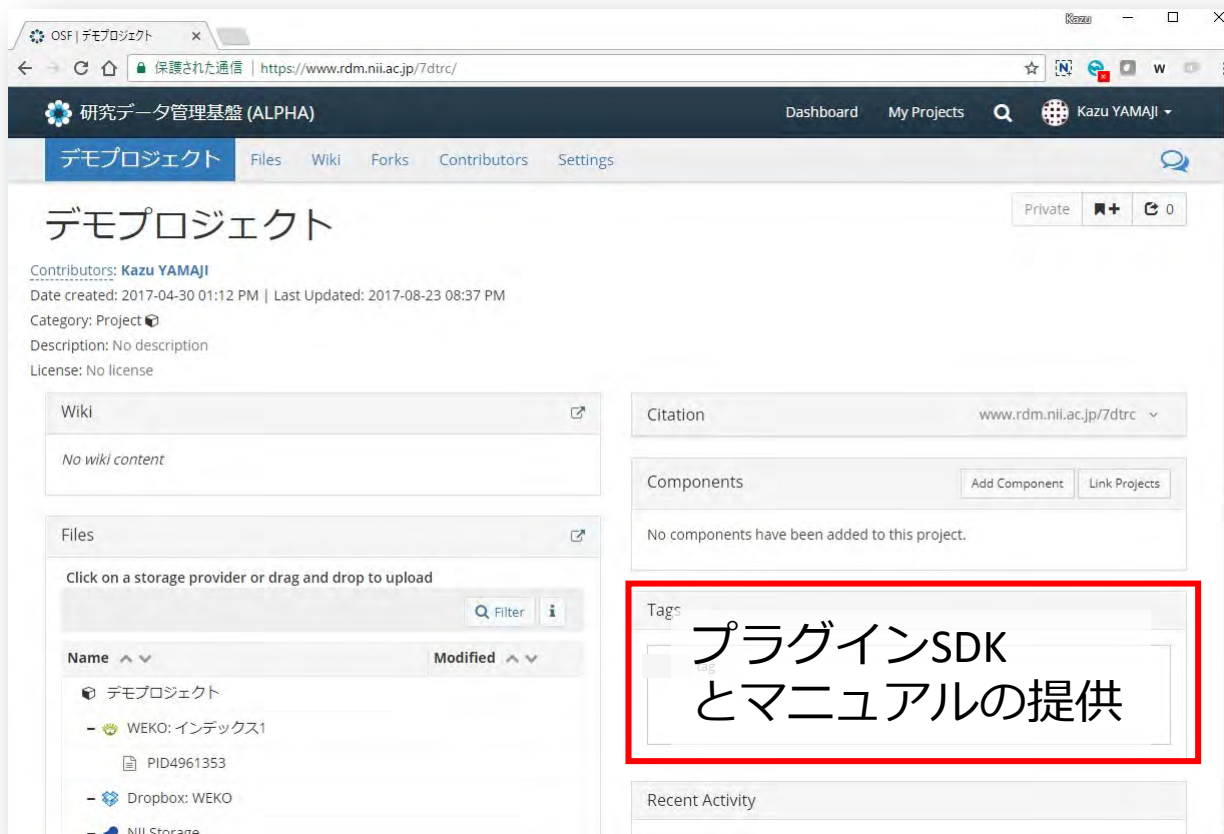 Kazu
OSF | デモプロジェクト
保護された通信 | https://www.rdm.nii.ac.jp/7dtrc/
研究データ管理基盤 (ALPHA)
Dashboard My Projects Kazu YAMAJI
デモプロジェクト Files Wiki Forks Contributors Settings
デモプロジェクト
Private 0
Contributors: Kazu YAMAJI
Date created: 2017-04-30 01:12 PM | Last Updated: 2017-08-23 08:37 PM
Category: Project
Description: No description
License: No license
Wiki
No wiki content
Files
Click on a storage provider or drag and drop to upload
Filter i
Name Modified
デモプロジェクト
WEKO: インデックス1
PID4961353
Dropbox: WEKO
NII Storage
Citation www.rdm.nii.ac.jp/7dtrc
Components Add Component Link Projects
No components have been added to this project.
Tags
プラグインSDK
tag
とマニュアルの提供
Recent Activity